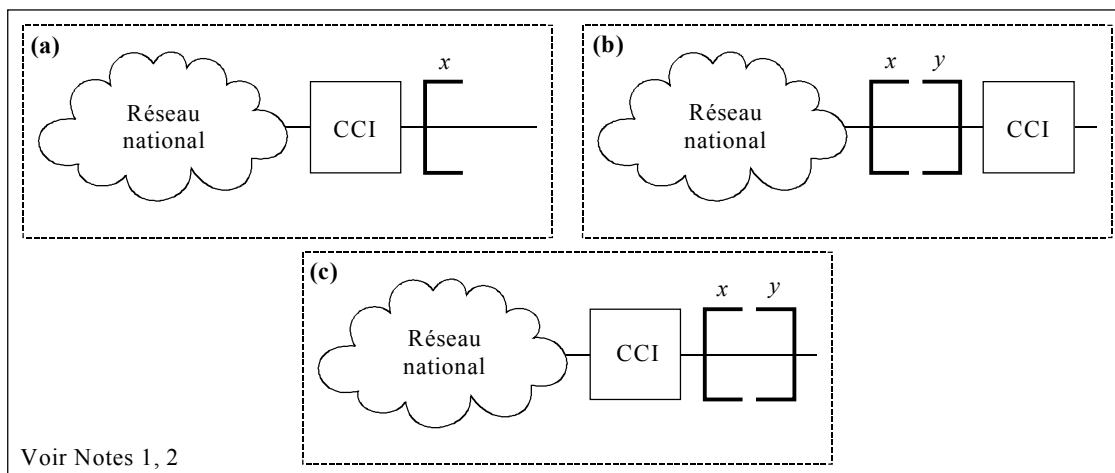 (a)
x
Réseau
national
CCI
(b)
x y
Réseau
national
CCI
(c)
x y
Réseau
national
CCI
Voir Notes 1, 2